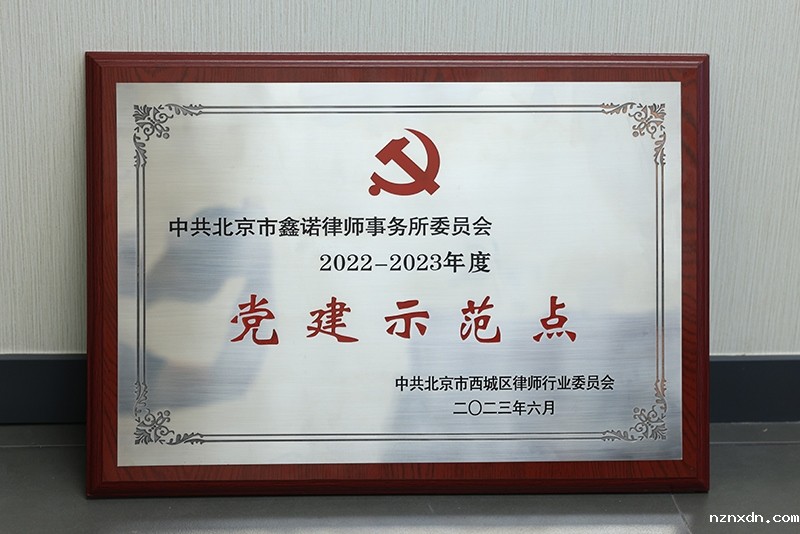 中共北京市鑫诺律师事务所委员会
2022-2023年度
党建示范点
中共北京市西城区律师行业委员会
二〇二三年六月
nznxdn.com